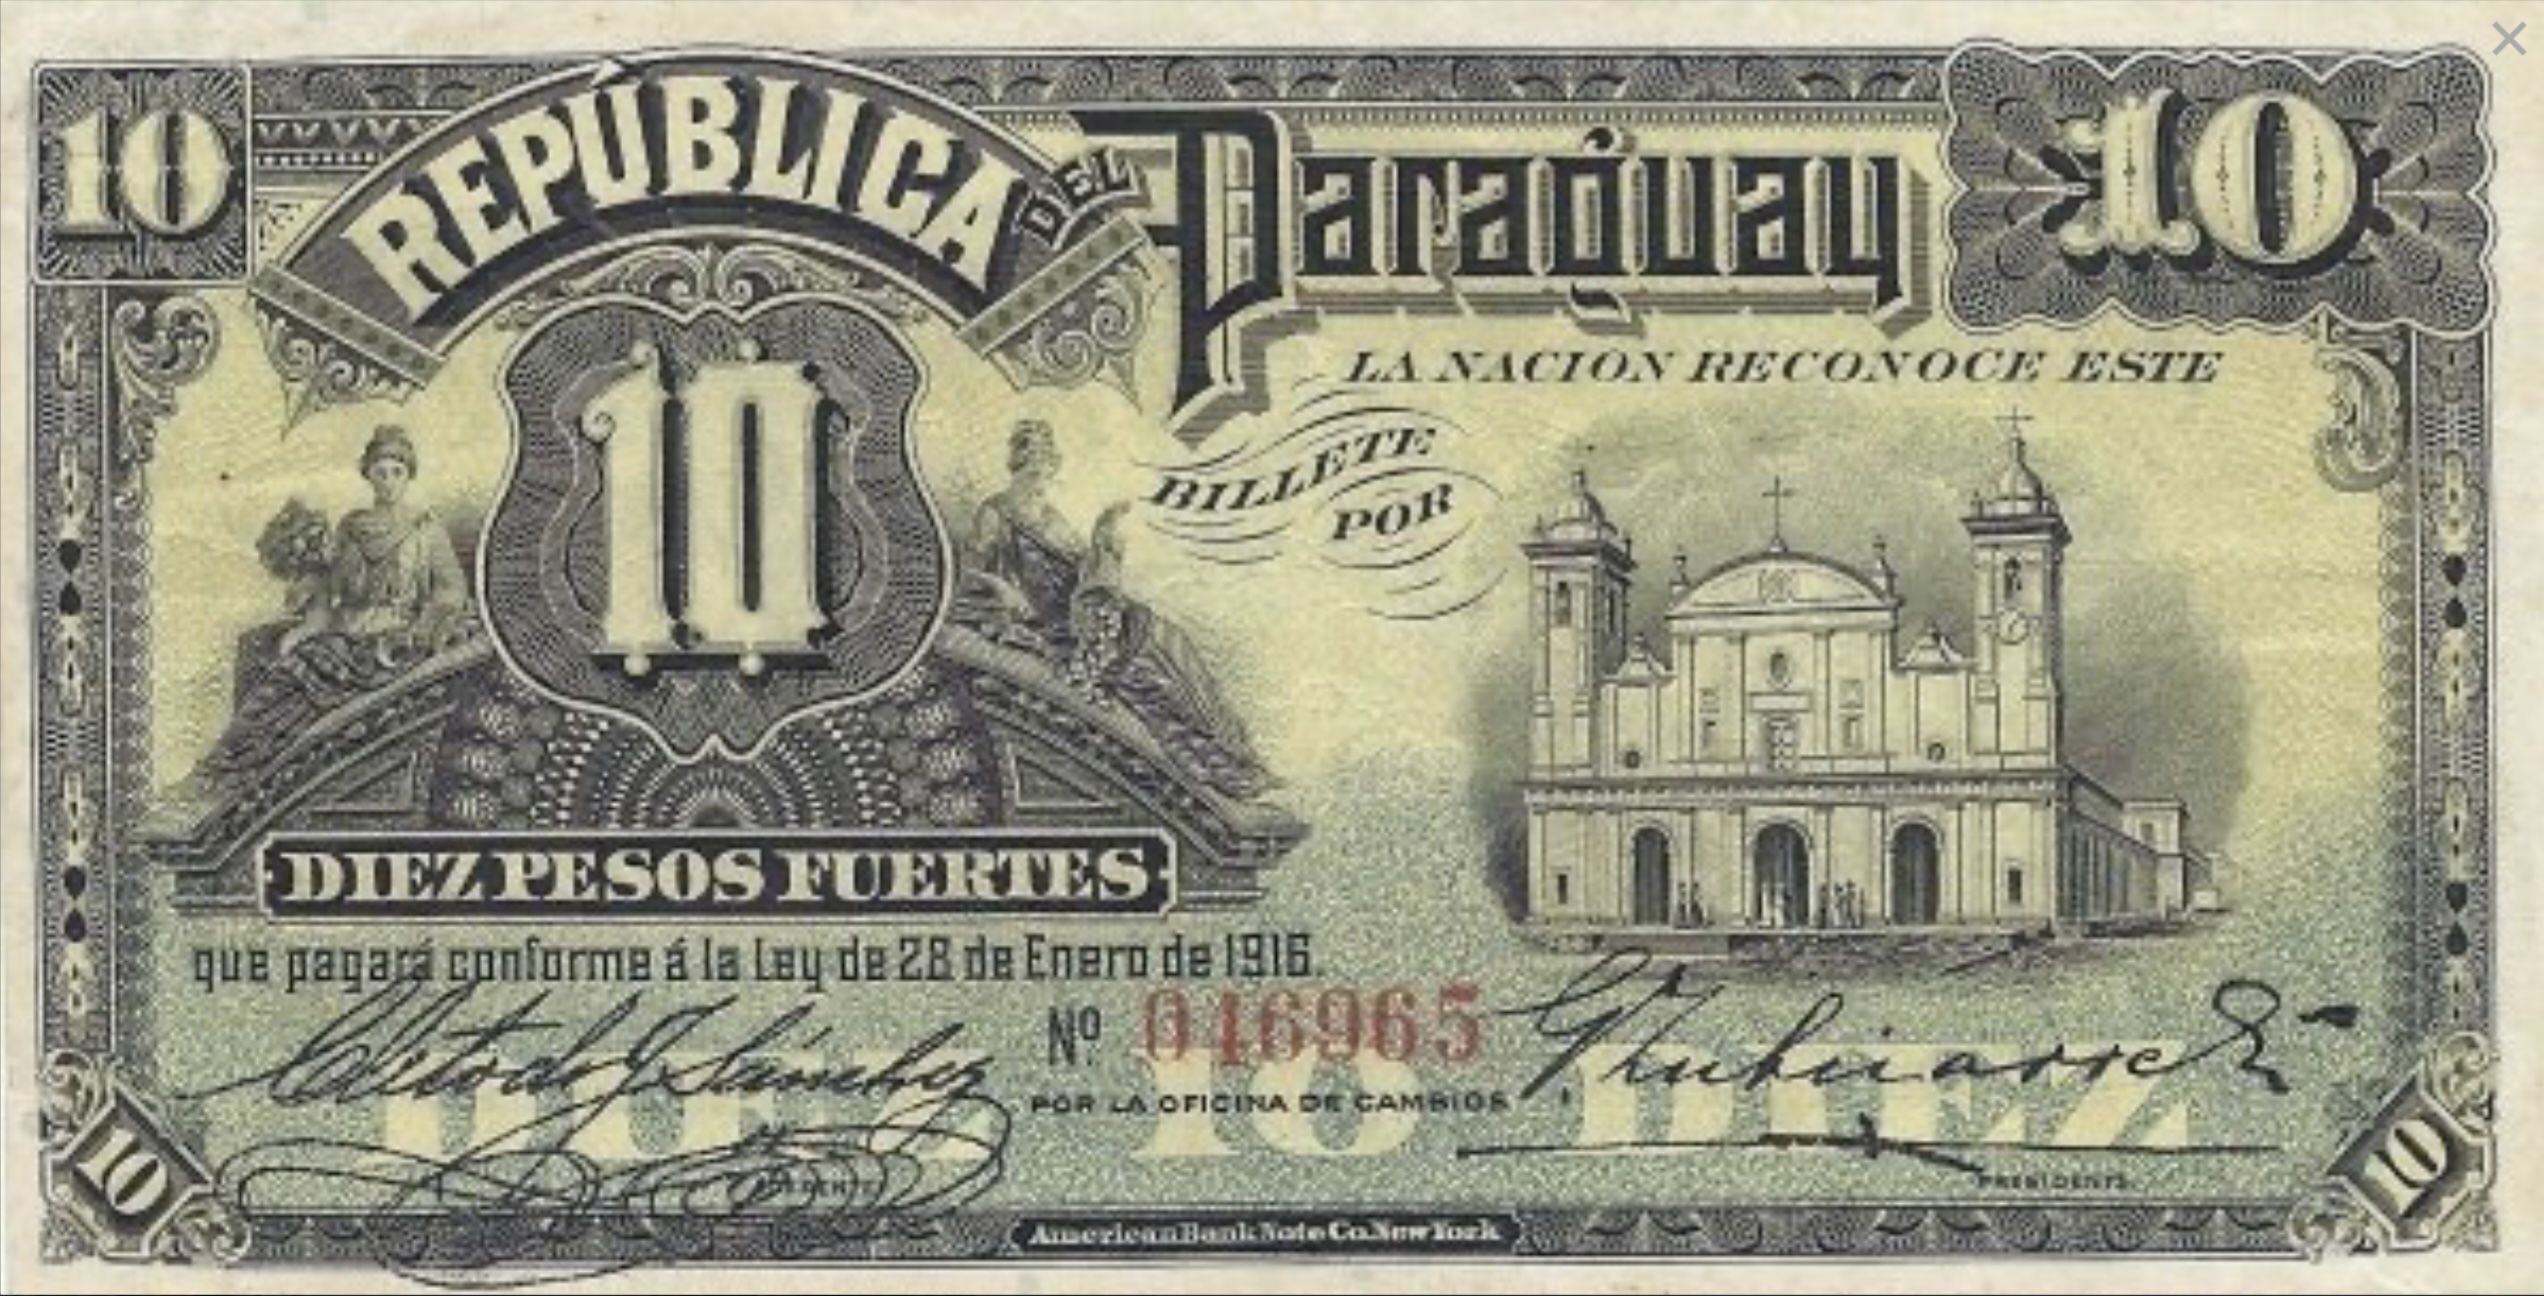 10
REPÚBLICA DEL Paraguay
10
LA NACION RECONOCE ESTE
BILLETE
POR
10
DIEZ PESOS FUERTES
que pagará conforme á la Ley de 28 de Enero de 1916.
Nº 046965
POR LA OFICINA DE CAMBIOS
10 DIEZ
PRESIDENTE.
10
10
American Bank Note Co. New York